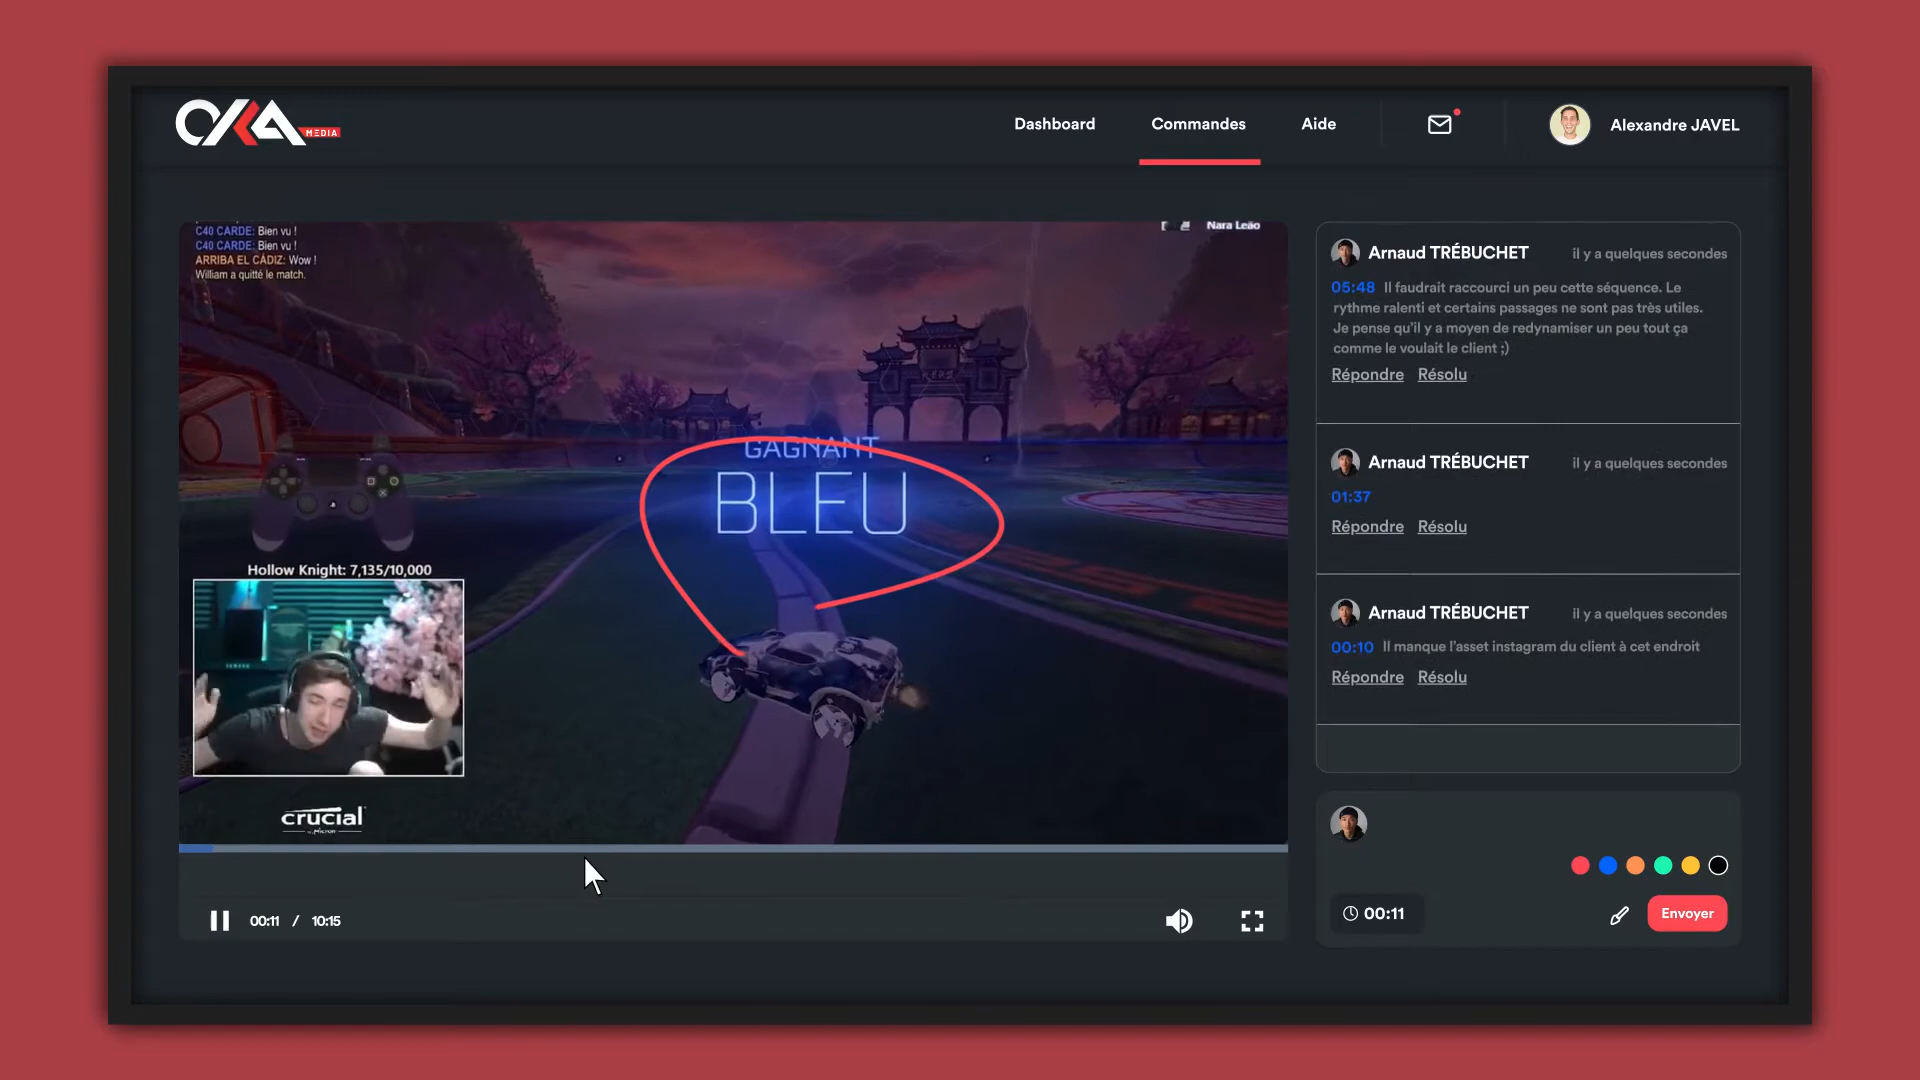 OKA MEDIA
Dashboard
Commandes
Aide
Alexandre JAVEL
C40 CARDE: Bien vu !
C40 CARDE: Bien vu !
ARRIBA EL CÁDIZ: Wow !
William a quitté le match.
Nara Leão
GAGNANT
BLEU
Hollow Knight: 7,135/10,000
crucial
by Micron
00:11 / 10:15
Arnaud TRÉBUCHET
il y a quelques secondes
05:48 Il faudrait raccourci un peu cette séquence. Le
rythme ralenti et certains passages ne sont pas très utiles.
Je pense qu'il y a moyen de redynamiser un peu tout ça
comme le voulait le client ;)
Répondre Résolu
Arnaud TRÉBUCHET
il y a quelques secondes
01:37
Répondre Résolu
Arnaud TRÉBUCHET
il y a quelques secondes
00:10 Il manque l'asset instagram du client à cet endroit
Répondre Résolu
00:11
Envoyer